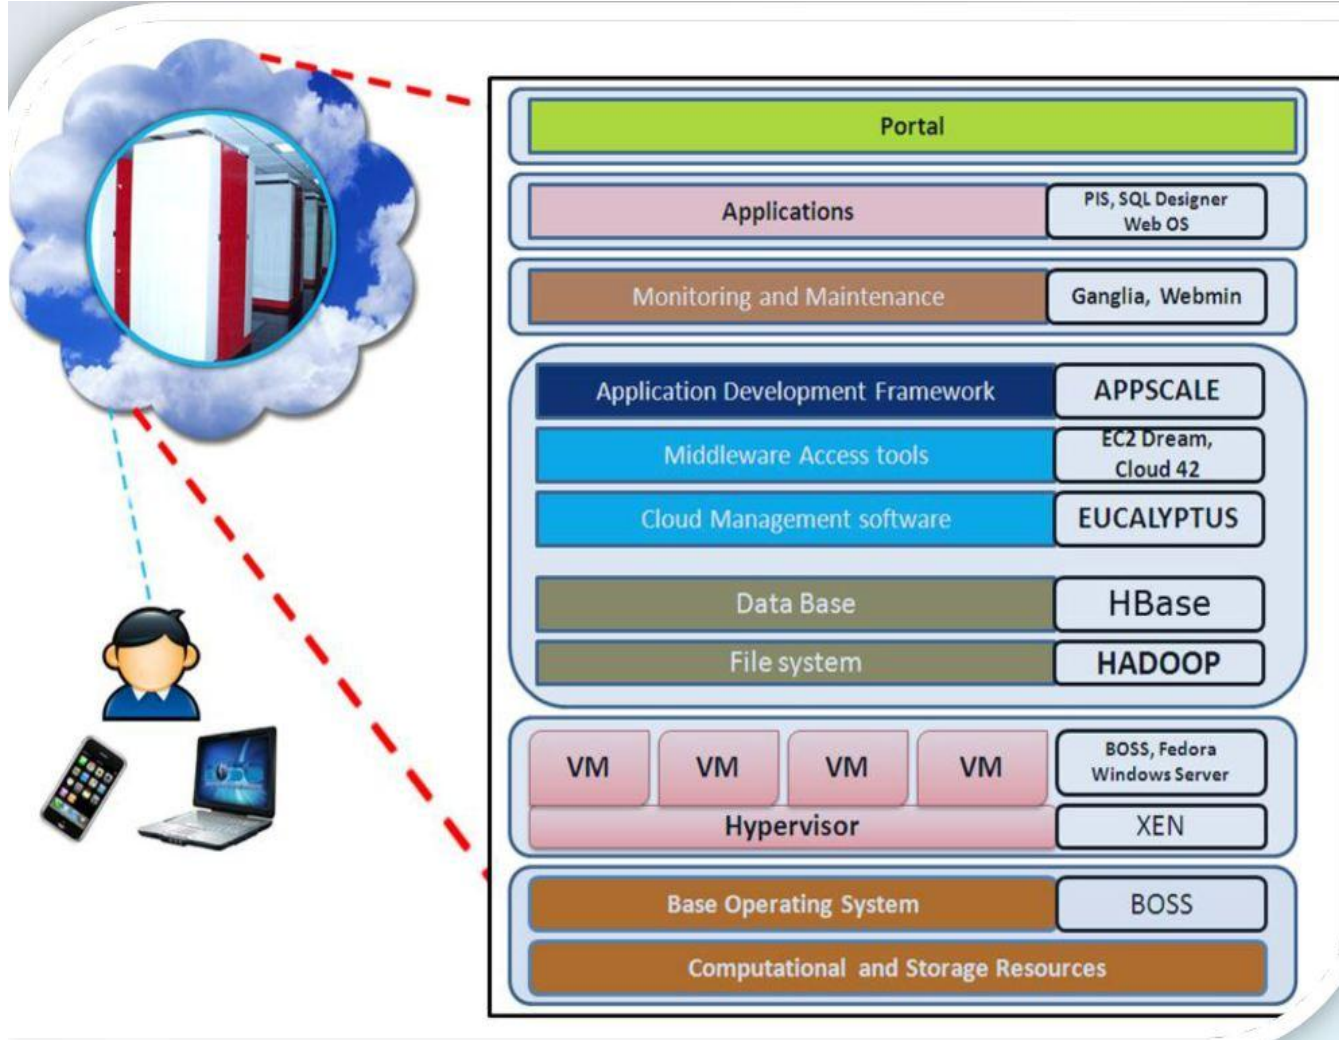 Portal
Applications
PIS, SQL Designer
Web OS
Monitoring and Maintenance
Ganglia, Webmin
Application Development Framework
APPSCALE
Middleware Access tools
EC2 Dream,
Cloud 42
Cloud Management software
EUCALYPTUS
Data Base
HBase
File system
HADOOP
VM
VM
VM
VM
BOSS, Fedora
Windows Server
Hypervisor
XEN
Base Operating System
BOSS
Computational and Storage Resources